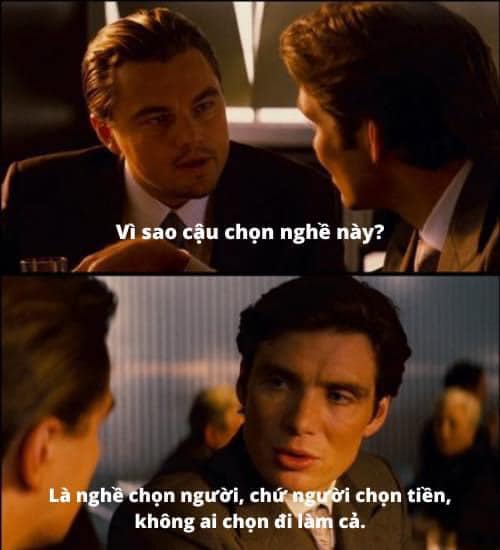 Vì sao cậu chọn nghề này?
Là nghề chọn người, chứ người chọn tiền,
không ai chọn đi làm cả.